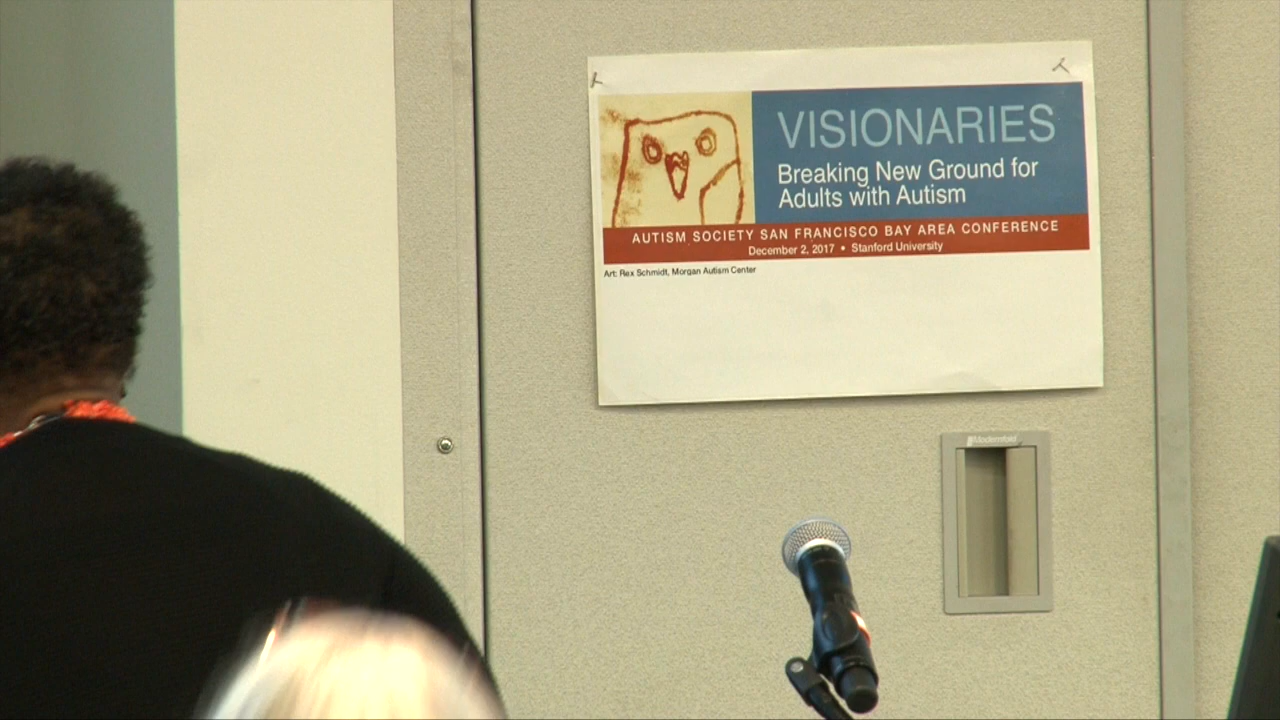 VISIONARIES
Breaking New Ground for
Adults with Autism
AUTISM SOCIETY SAN FRANCISCO BAY AREA CONFERENCE
December 2, 2017 • Stanford University
Art: Rex Schmidt, Morgan Autism Center
Modernfold